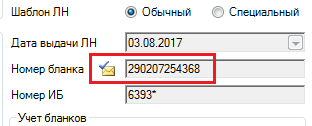 Шаблон ЛН Обычный Специальный
Дата выдачи ЛН 03.08.2017
Номер бланка 290207254368
Номер ИБ 6393*
Учет бланков